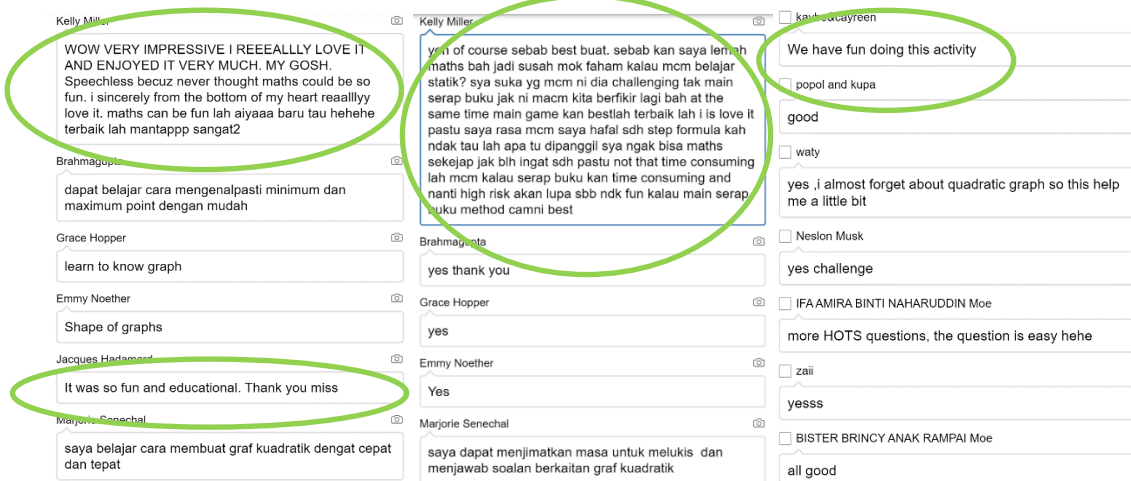 Kelly Miller
WOW VERY IMPRESSIVE I REEEALLLY LOVE IT
AND ENJOYED IT VERY MUCH. MY GOSH.
Speechless becuz never thought maths could be so
fun. i sincerely from the bottom of my heart reaalllyy
love it. maths can be fun lah aiyaaa baru tau hehehe
terbaik lah mantappp sangat2
Brahmagupta
dapat belajar cara mengenalpasti minimum dan
maximum point dengan mudah
Grace Hopper
learn to know graph
Emmy Noether
Shape of graphs
Jacques Hadamard
It was so fun and educational. Thank you miss
Marjorie Senechal
saya belajar cara membuat graf kuadratik dengat cepat
dan tepat
Kelly Miller
yeh of course sebab best buat. sebab kan saya lemah
maths bah jadi susah mok faham kalau mcm belajar
statik? sya suka yg mcm ni dia challenging tak main
serap buku jak ni macm kita berfikir lagi bah at the
same time main game kan bestlah terbaik lah i is love it
pastu saya rasa mcm saya hafal sdh step formula kah
ndak tau lah apa tu dipanggil sya ngak bisa maths
sekejap jak blh ingat sdh pastu not that time consuming
lah mcm kalau serap buku kan time consuming and
nanti high risk akan lupa sbb ndk fun kalau main serap
buku method camni best
Brahmagupta
yes thank you
Grace Hopper
yes
Emmy Noether
Yes
Marjorie Senechal
saya dapat menjimatkan masa untuk melukis dan
menjawab soalan berkaitan graf kuadratik
kaybe&cayreen
We have fun doing this activity
popol and kupa
good
waty
yes ,i almost forget about quadratic graph so this help
me a little bit
Neslon Musk
yes challenge
IFA AMIRA BINTI NAHARUDDIN Moe
more HOTS questions, the question is easy hehe
zaii
yesss
BISTER BRINCY ANAK RAMPAI Moe
all good